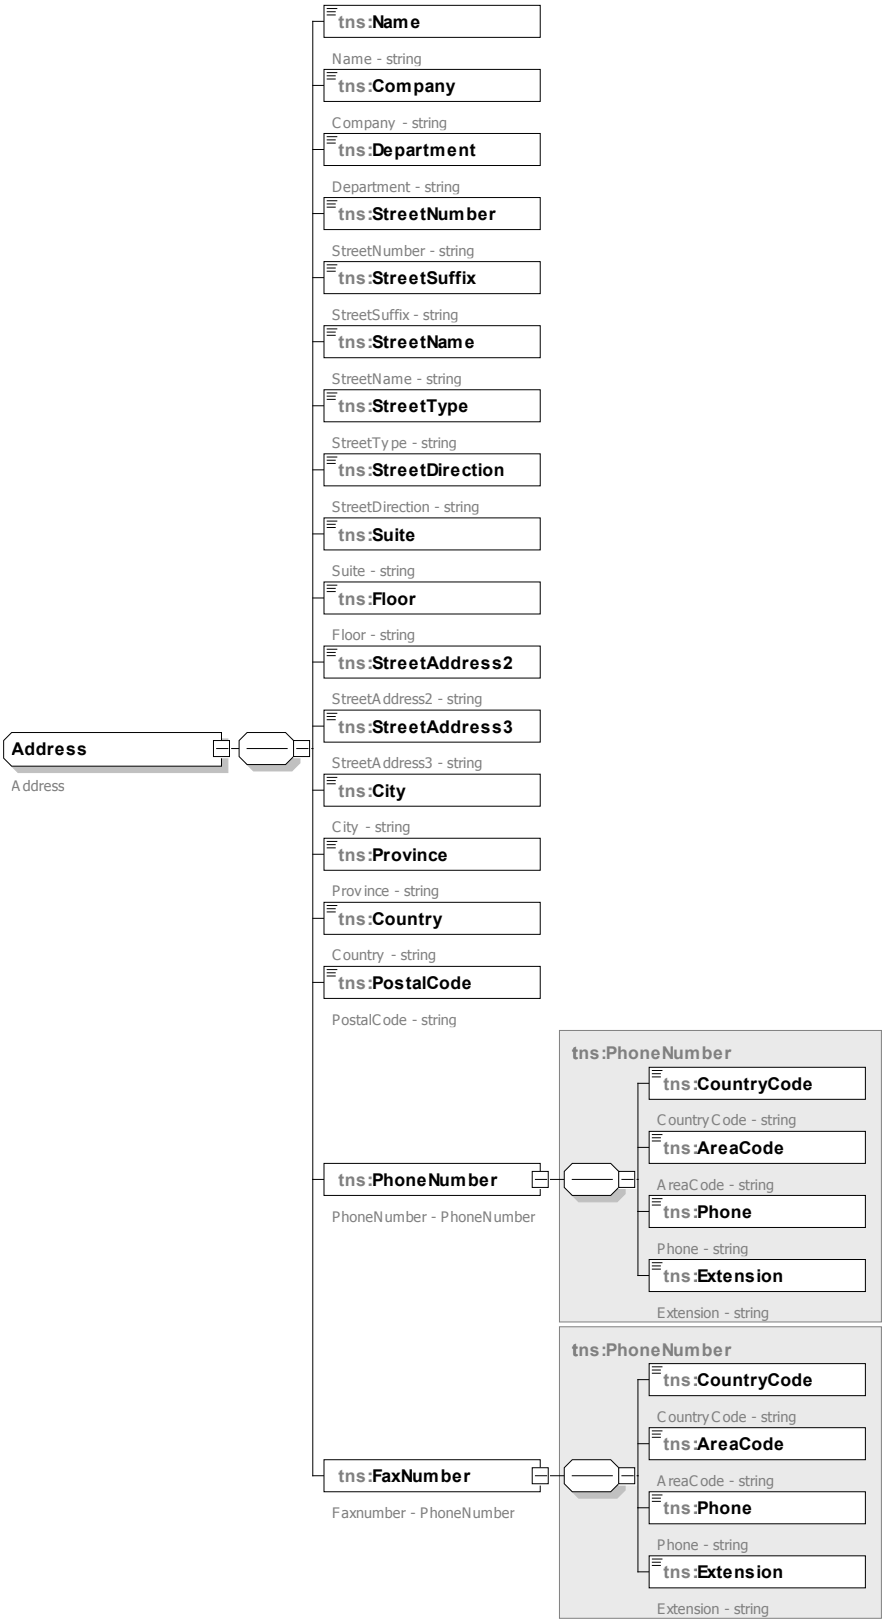 tns:Name
Name - string
tns:Company
Company - string
tns:Department
Department - string
tns:StreetNumber
StreetNumber - string
tns:StreetSuffix
StreetSuffix - string
tns:StreetName
StreetName - string
tns:StreetType
StreetType - string
tns:StreetDirection
StreetDirection - string
tns:Suite
Suite - string
tns:Floor
Floor - string
tns:StreetAddress2
StreetAddress2 - string
tns:StreetAddress3
StreetAddress3 - string
Address
Address
tns:City
City - string
tns:Province
Province - string
tns:Country
Country - string
tns:PostalCode
PostalCode - string
tns:PhoneNumber
PhoneNumber - PhoneNumber
tns:PhoneNumber
tns:CountryCode
CountryCode - string
tns:AreaCode
AreaCode - string
tns:Phone
Phone - string
tns:Extension
Extension - string
tns:FaxNumber
Faxnumber - PhoneNumber
tns:PhoneNumber
tns:CountryCode
CountryCode - string
tns:AreaCode
AreaCode - string
tns:Phone
Phone - string
tns:Extension
Extension - string